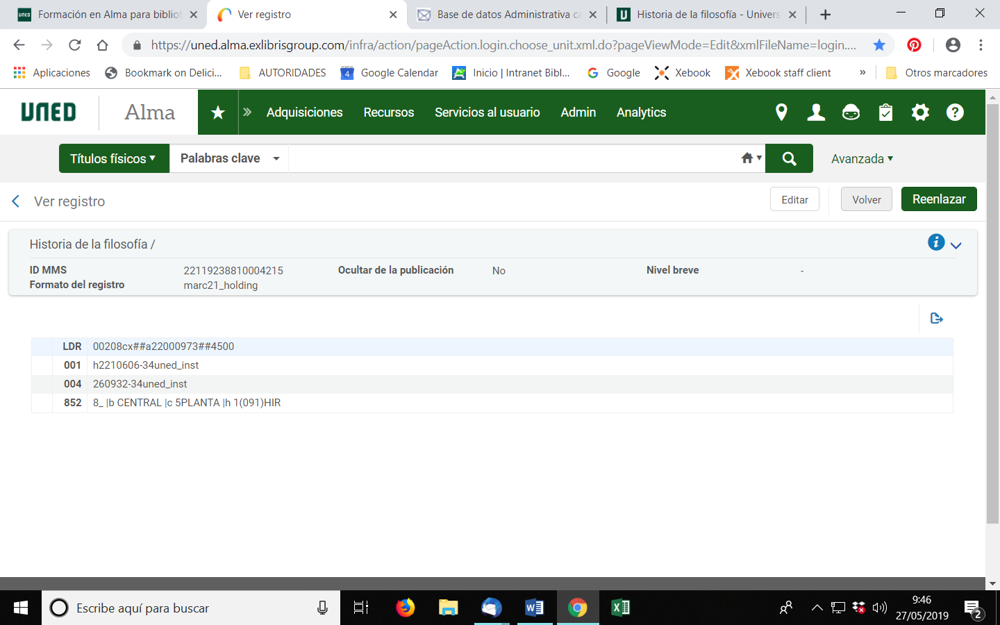 Formación en Alma para bibliot
Ver registro
Base de datos Administrativa ca
Historia de la filosofía - Univers
https://uned.alma.exlibrisgroup.com/infra/action/pageAction.login.choose_unit.xml.do?pageViewMode=Edit&xmlFileName=login....
Aplicaciones
Bookmark on Delici...
AUTORIDADES
4
Google Calendar
Inicio | Intranet Bibl...
Google
Xebook
Xebook staff client
»
Otros marcadores
UNED
Alma
Adquisiciones
Recursos
Servicios al usuario
Admin
Analytics
Títulos físicos
Palabras clave
Avanzada
Ver registro
Editar
Volver
Reenlazar
Historia de la filosofía /
ID MMS 22119238810004215 Ocultar de la publicación No Nivel breve -
Formato del registro marc21_holding
LDR 00208cx##a22000973##4500
001 h2210606-34uned_inst
004 260932-34uned_inst
852 8_ |b CENTRAL |c 5PLANTA |h 1(091)HIR
Escribe aquí para buscar
9:46
27/05/2019
2